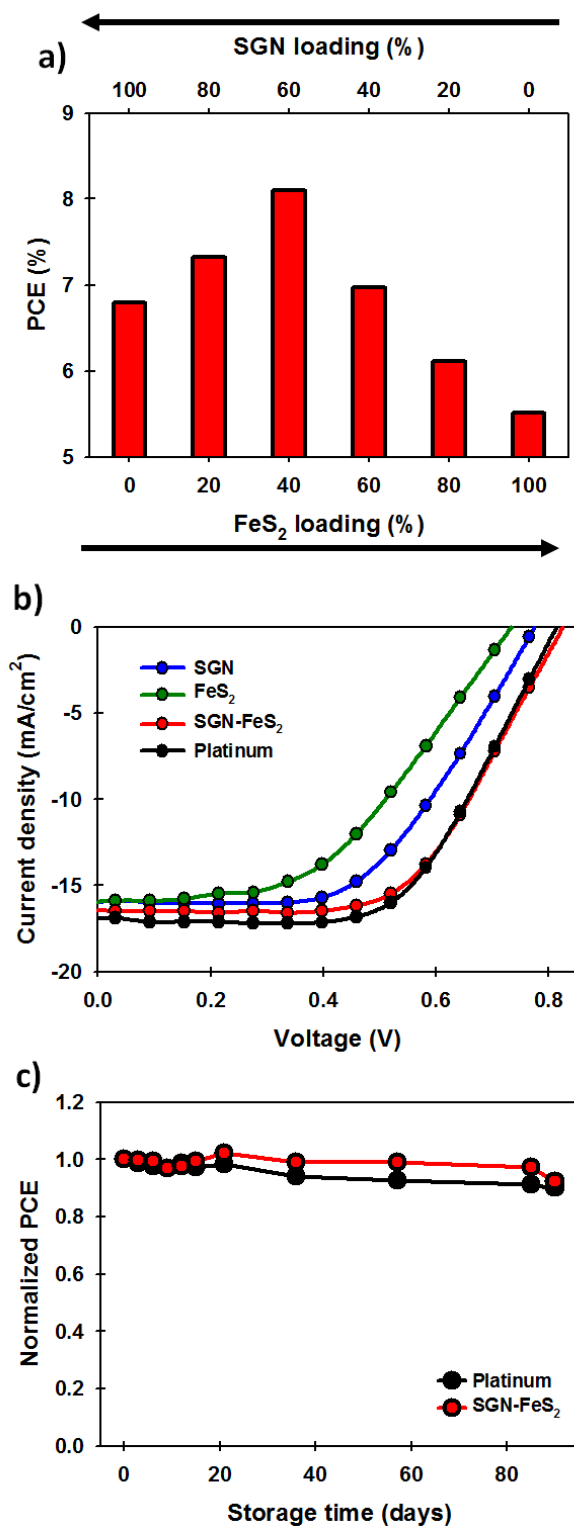 SGN loading (%)
a)
100 80 60 40 20 0
9
8
7
6
5
PCE (%)
0 20 40 60 80 100
FeS₂ loading (%)
b)
0
-5
-10
-15
-20
Current density (mA/cm²)
SGN
FeS₂
SGN-FeS₂
Platinum
0.0 0.2 0.4 0.6 0.8
Voltage (V)
c)
1.2
1.0
0.8
0.6
0.4
0.2
0.0
Normalized PCE
Platinum
SGN-FeS₂
0 20 40 60 80
Storage time (days)